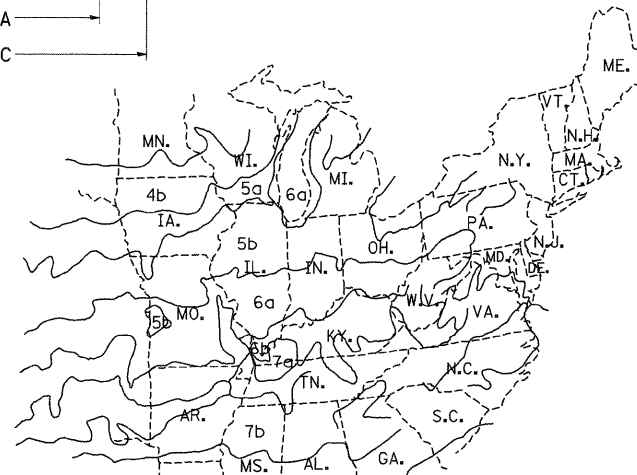 A
C
ME.
VT.
MN.
N.H.
WI.
N.Y.
MA.
MI.
CT.
4b
5a
6a
IA.
PA.
5b
OH.
N.J.
IL.
IN.
MD.
DE.
6a
W.V.
MO.
VA.
5b
KY.
6b
7a
N.C.
TN.
AR.
S.C.
7b
MS.
AL.
GA.